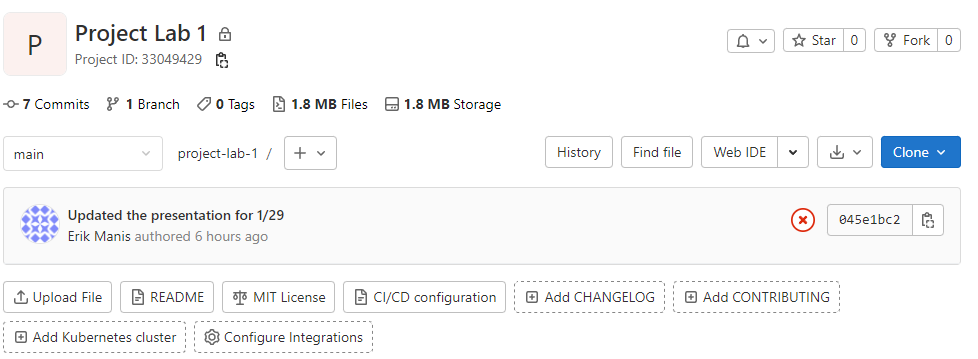 P
Project Lab 1
Project ID: 33049429
Star 0 Fork 0
7 Commits 1 Branch 0 Tags 1.8 MB Files 1.8 MB Storage
main project-lab-1 / + History Find file Web IDE Clone
Updated the presentation for 1/29
Erik Manis authored 6 hours ago
045e1bc2
Upload File README MIT License CI/CD configuration Add CHANGELOG Add CONTRIBUTING
Add Kubernetes cluster Configure Integrations